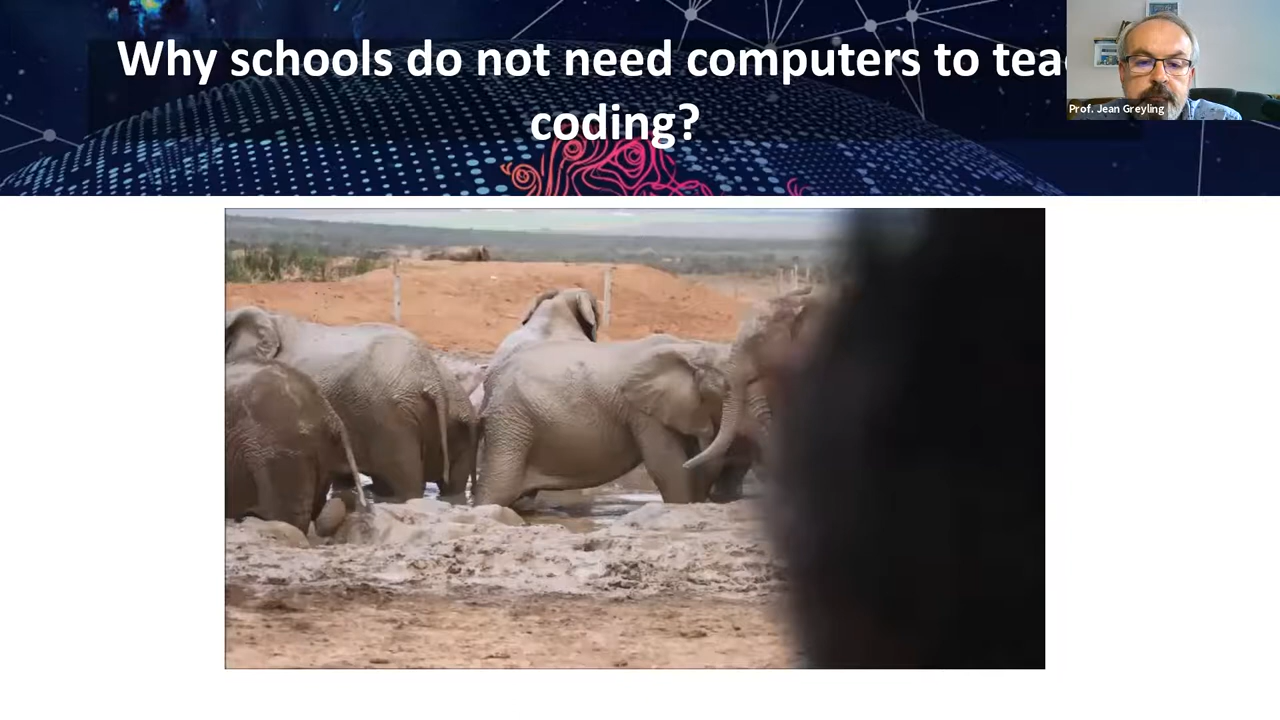 Why schools do not need computers to tea
coding?
Prof. Jean Greyling